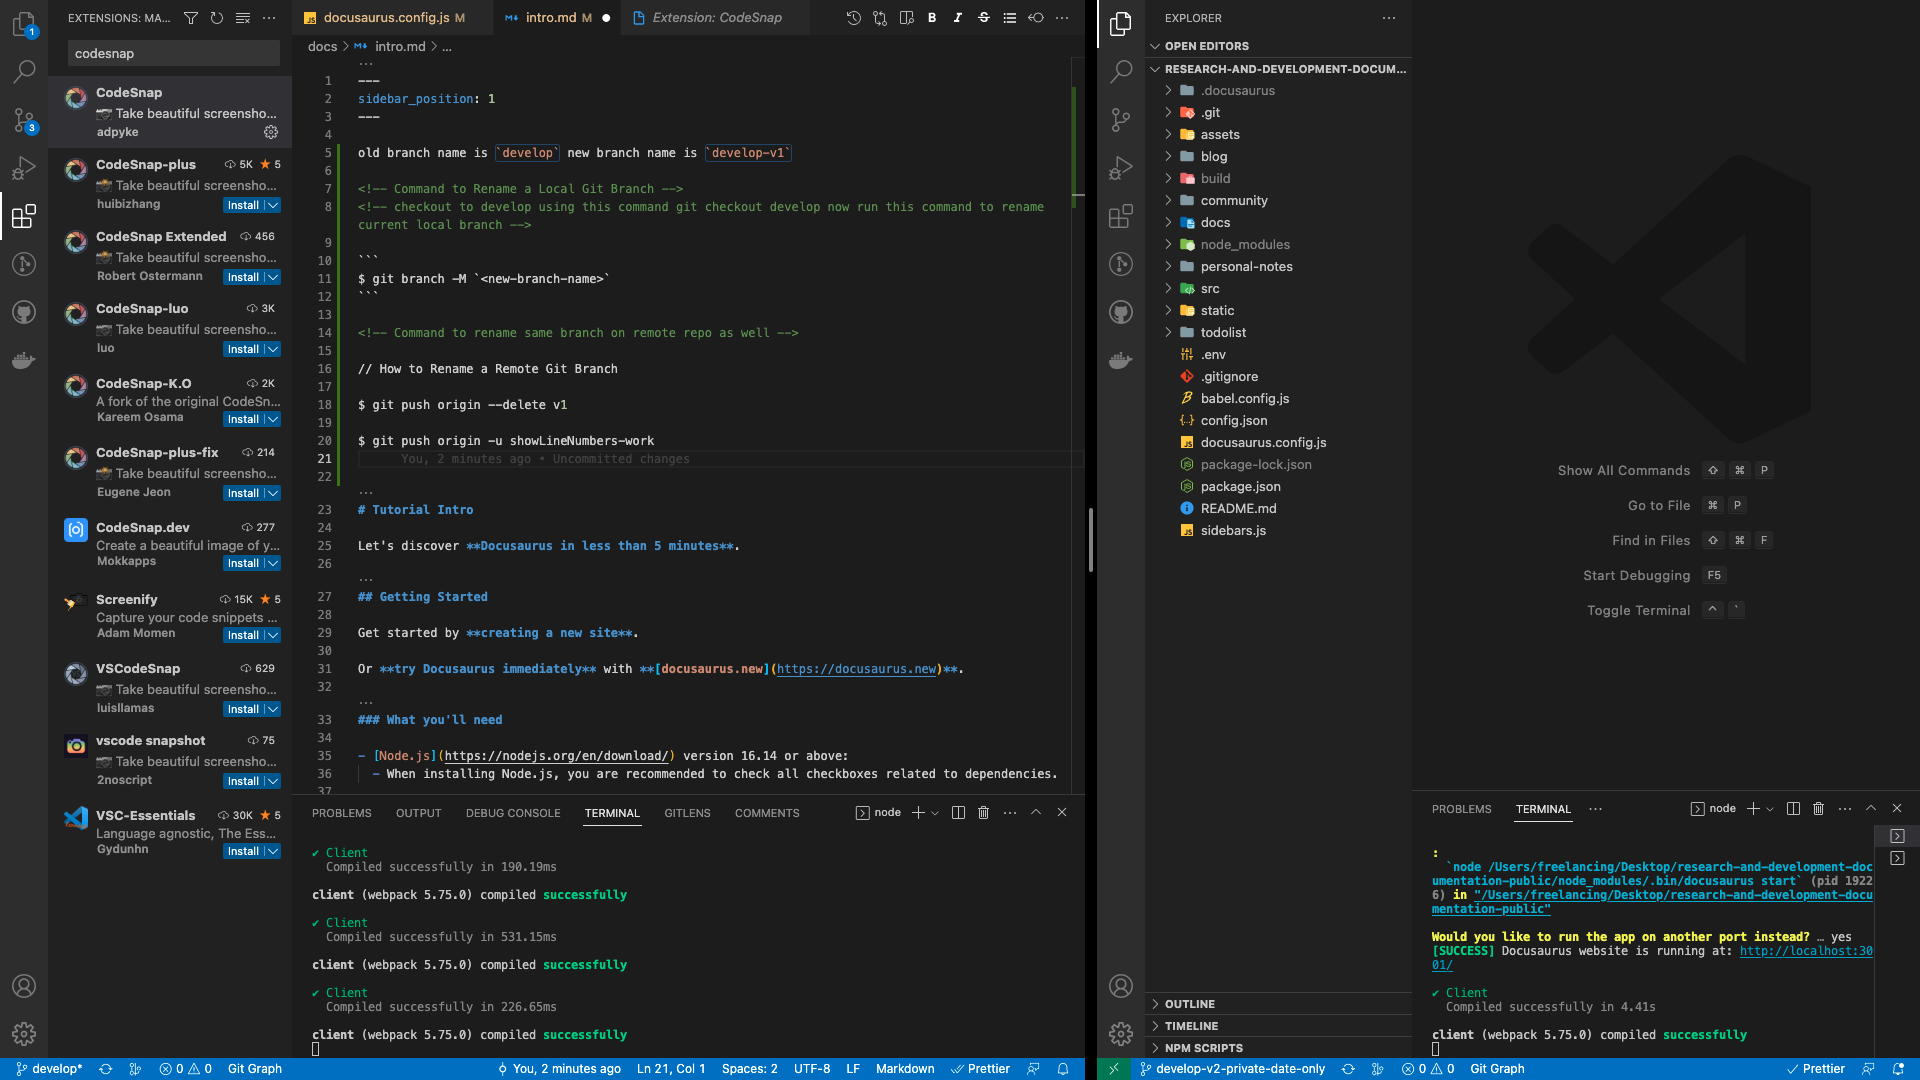 EXTENSIONS: MA...
codesnap
CodeSnap
Take beautiful screensho...
adpyke
CodeSnap-plus 5K 5
Take beautiful screensho...
huibizhang Install
CodeSnap Extended 456
Take beautiful screensho...
Robert Ostermann Install
CodeSnap-luo 3K
Take beautiful screensho...
luo Install
CodeSnap-K.O 2K
A fork of the original CodeSn...
Kareem Osama Install
CodeSnap-plus-fix 214
Take beautiful screensho...
Eugene Jeon Install
CodeSnap.dev 277
Create a beautiful image of y...
Mokkapps Install
Screenify 15K 5
Capture your code snippets ...
Adam Momen Install
VSCodeSnap 629
Take beautiful screensho...
luisllamas Install
vscode snapshot 75
Take beautiful screensho...
2noscript Install
VSC-Essentials 30K 5
Language agnostic, The Ess...
Gydunhn Install
1
3
docusaurus.config.js M
intro.md M
Extension: CodeSnap
docs > intro.md > ...
...
1 ---
2 sidebar_position: 1
3 ---
4
5 old branch name is `develop` new branch name is `develop-v1`
6
7 <!-- Command to Rename a Local Git Branch -->
8 <!-- checkout to develop using this command git checkout develop now run this command to rename
current local branch -->
9
10 ```
11 $ git branch -M `<new-branch-name>`
12 ```
13
14 <!-- Command to rename same branch on remote repo as well -->
15
16 // How to Rename a Remote Git Branch
17
18 $ git push origin --delete v1
19
20 $ git push origin -u showLineNumbers-work
21 You, 2 minutes ago • Uncommitted changes
22
...
23 # Tutorial Intro
24
25 Let's discover **Docusaurus in less than 5 minutes**.
26
...
27 ## Getting Started
28
29 Get started by **creating a new site**.
30
31 Or **try Docusaurus immediately** with **[docusaurus.new](https://docusaurus.new)**.
32
...
33 ### What you'll need
34
35 - [Node.js](https://nodejs.org/en/download/) version 16.14 or above:
36 - When installing Node.js, you are recommended to check all checkboxes related to dependencies.
37
PROBLEMS OUTPUT DEBUG CONSOLE TERMINAL GITLENS COMMENTS node
✔ Client
Compiled successfully in 190.19ms
client (webpack 5.75.0) compiled successfully
✔ Client
Compiled successfully in 531.15ms
client (webpack 5.75.0) compiled successfully
✔ Client
Compiled successfully in 226.65ms
client (webpack 5.75.0) compiled successfully
develop* 0 0 Git Graph You, 2 minutes ago Ln 21, Col 1 Spaces: 2 UTF-8 LF Markdown Prettier
EXPLORER
OPEN EDITORS
RESEARCH-AND-DEVELOPMENT-DOCUM...
.docusaurus
.git
assets
blog
build
community
docs
node_modules
personal-notes
src
static
todolist
.env
.gitignore
babel.config.js
config.json
docusaurus.config.js
package-lock.json
package.json
README.md
sidebars.js
OUTLINE
TIMELINE
NPM SCRIPTS
Show All Commands ⇧ ⌘ P
Go to File ⌘ P
Find in Files ⇧ ⌘ F
Start Debugging F5
Toggle Terminal ^ `
PROBLEMS TERMINAL node
:
`node /Users/freelancing/Desktop/research-and-development-doc
umentation-public/node_modules/.bin/docusaurus start` (pid 1922
6) in "/Users/freelancing/Desktop/research-and-development-docu
mentation-public"
Would you like to run the app on another port instead? … yes
[SUCCESS] Docusaurus website is running at: http://localhost:30
01/
✔ Client
Compiled successfully in 4.41s
client (webpack 5.75.0) compiled successfully
develop-v2-private-date-only 0 0 Git Graph Prettier